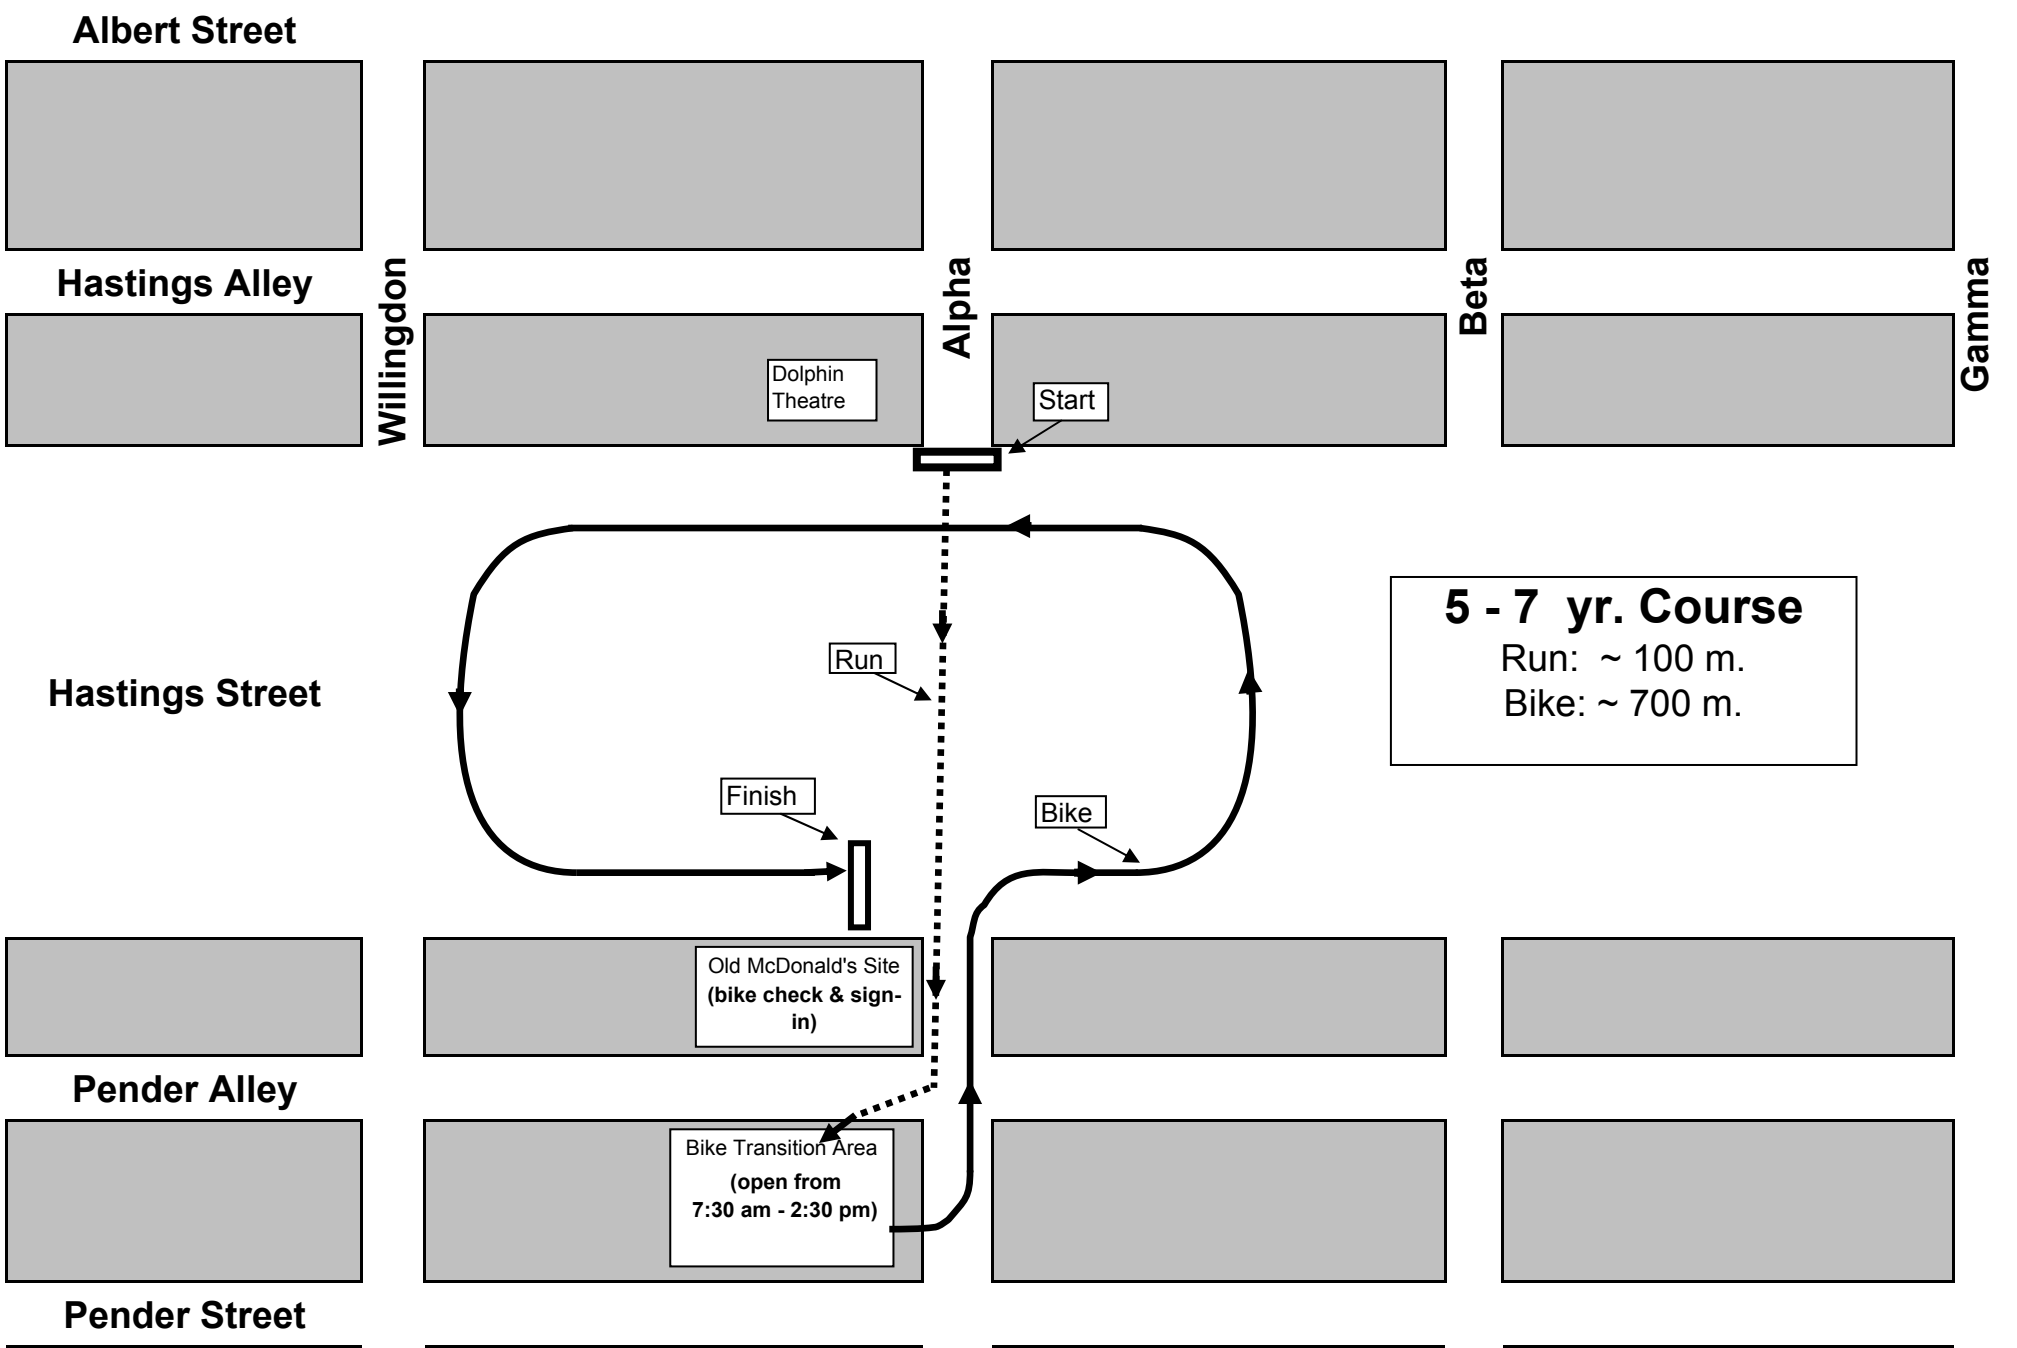 Albert Street
Hastings Alley
Willingdon
Alpha
Beta
Gamma
Dolphin
Theatre
Start
5 - 7  yr. Course
Run:  ~ 100 m.
Bike: ~ 700 m.
Run
Hastings Street
Finish
Bike
Old McDonald's Site
(bike check & sign-
in)
Pender Alley
Bike Transition Area
(open from
7:30 am - 2:30 pm)
Pender Street